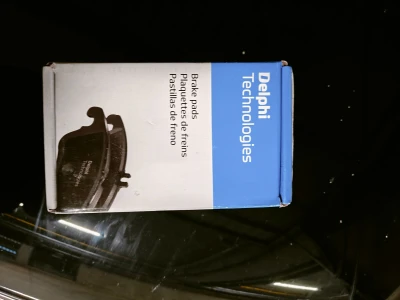 Delphi
Technologies
Brake pads
Plaquettes de freins
Pastillas de freno